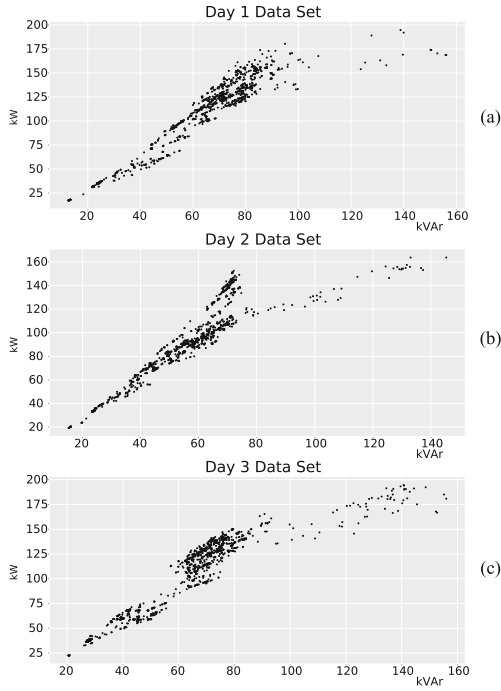 Day 1 Data Set
200
175
150
125
100
75
50
25
kW
20 40 60 80 100 120 140 160
kVAr
(a)
Day 2 Data Set
160
140
120
100
80
60
40
20
kW
20 40 60 80 100 120 140
kVAr
(b)
Day 3 Data Set
200
175
150
125
100
75
50
25
kW
20 40 60 80 100 120 140 160
kVAr
(c)